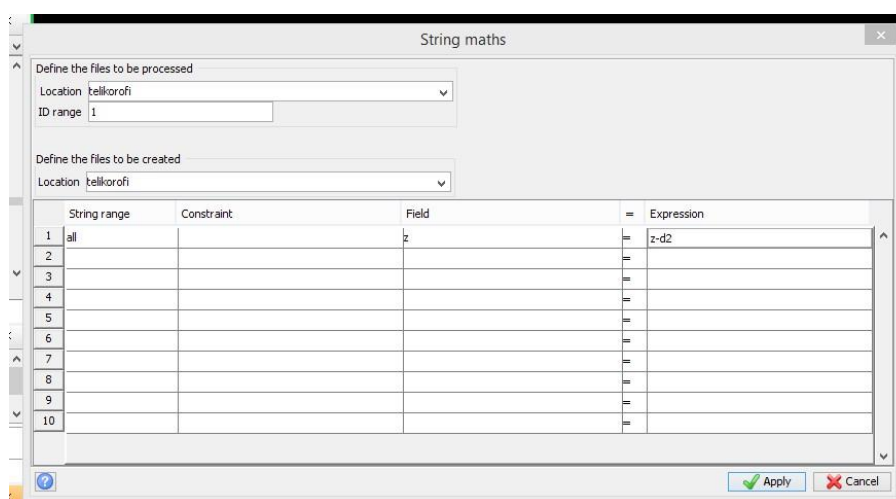 String maths
Define the files to be processed
Location telikorofi
ID range 1
Define the files to be created
Location telikorofi
String range Constraint Field = Expression
1 all z = z-d2
2 =
3 =
4 =
5 =
6 =
7 =
8 =
9 =
10 =
Apply Cancel